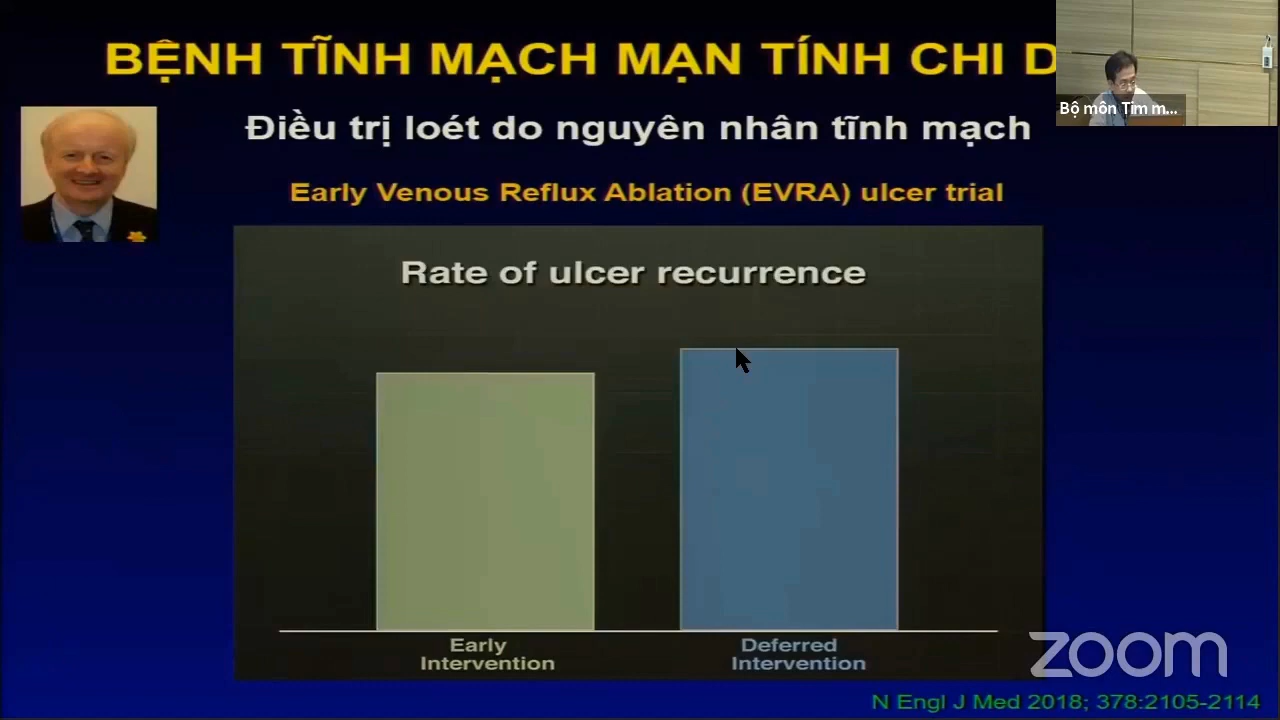 BỆNH TĨNH MẠCH MẠN TÍNH CHI D
Bộ môn Tim m...
Điều trị loét do nguyên nhân tĩnh mạch
Early Venous Reflux Ablation (EVRA) ulcer trial
Rate of ulcer recurrence
Early
Intervention
Deferred
Intervention
zoom
N Engl J Med 2018; 378:2105-2114